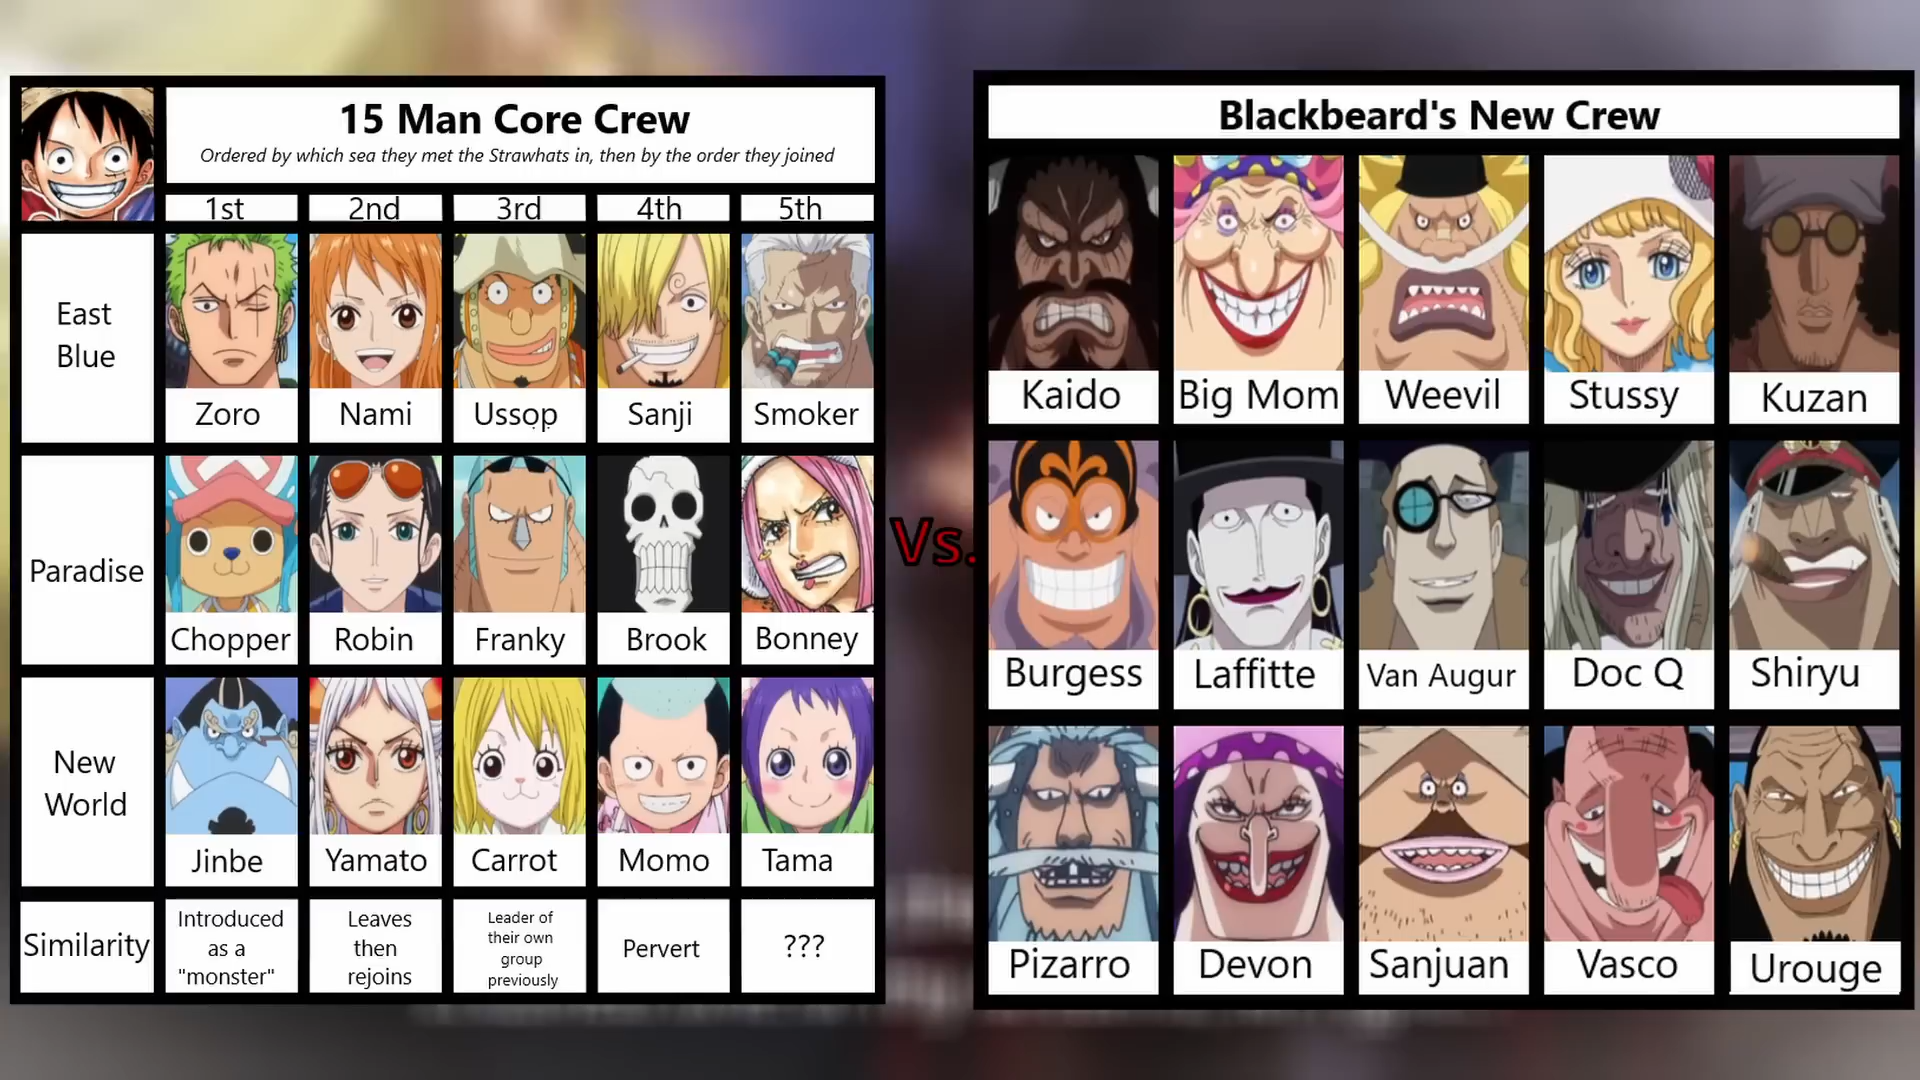 15 Man Core Crew
Ordered by which sea they met the Strawhats in, then by the order they joined
1st 2nd 3rd 4th 5th
East
Blue
Zoro Nami Ussop Sanji Smoker
Paradise
Chopper Robin Franky Brook Bonney
New
World
Jinbe Yamato Carrot Momo Tama
Similarity
Introduced
as a
"monster"
Leaves
then
rejoins
Leader of
their own
group
previously
Pervert
???
Vs.
Blackbeard's New Crew
Kaido Big Mom Weevil Stussy Kuzan
Burgess Laffitte Van Augur Doc Q Shiryu
Pizarro Devon Sanjuan Vasco Urouge